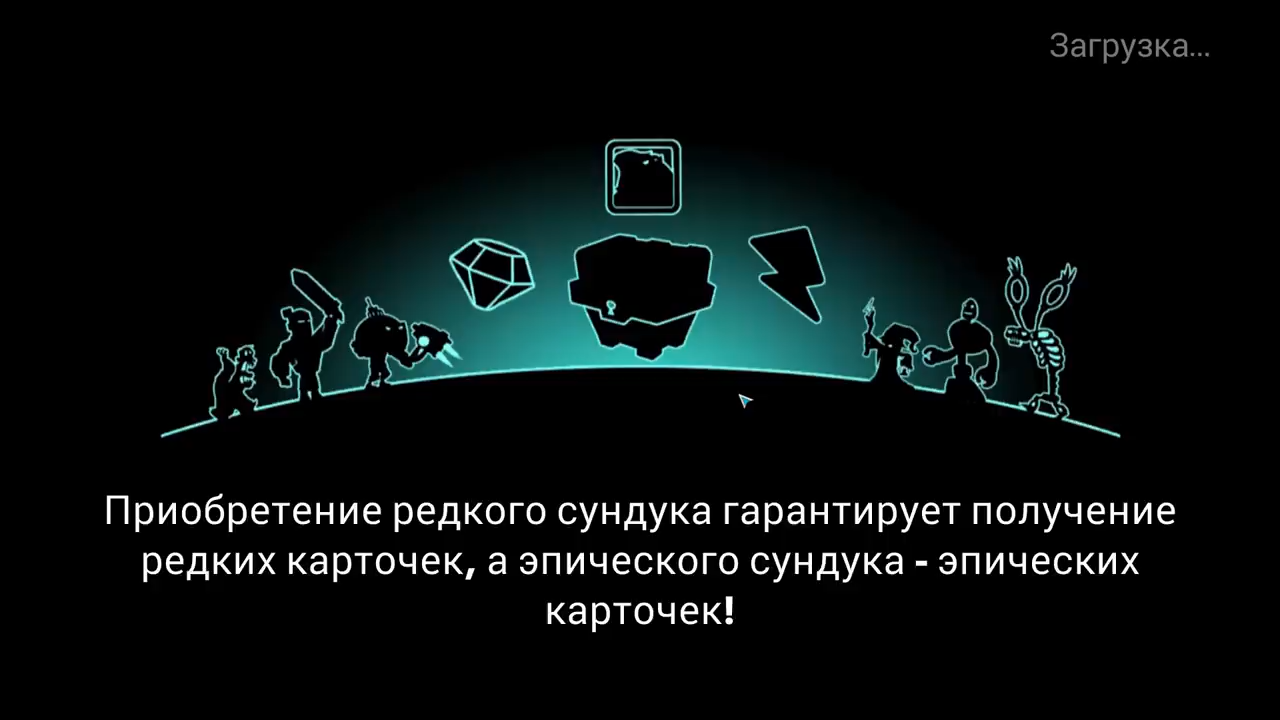 Загрузка...
Приобретение редкого сундука гарантирует получение
редких карточек, а эпического сундука - эпических
карточек!